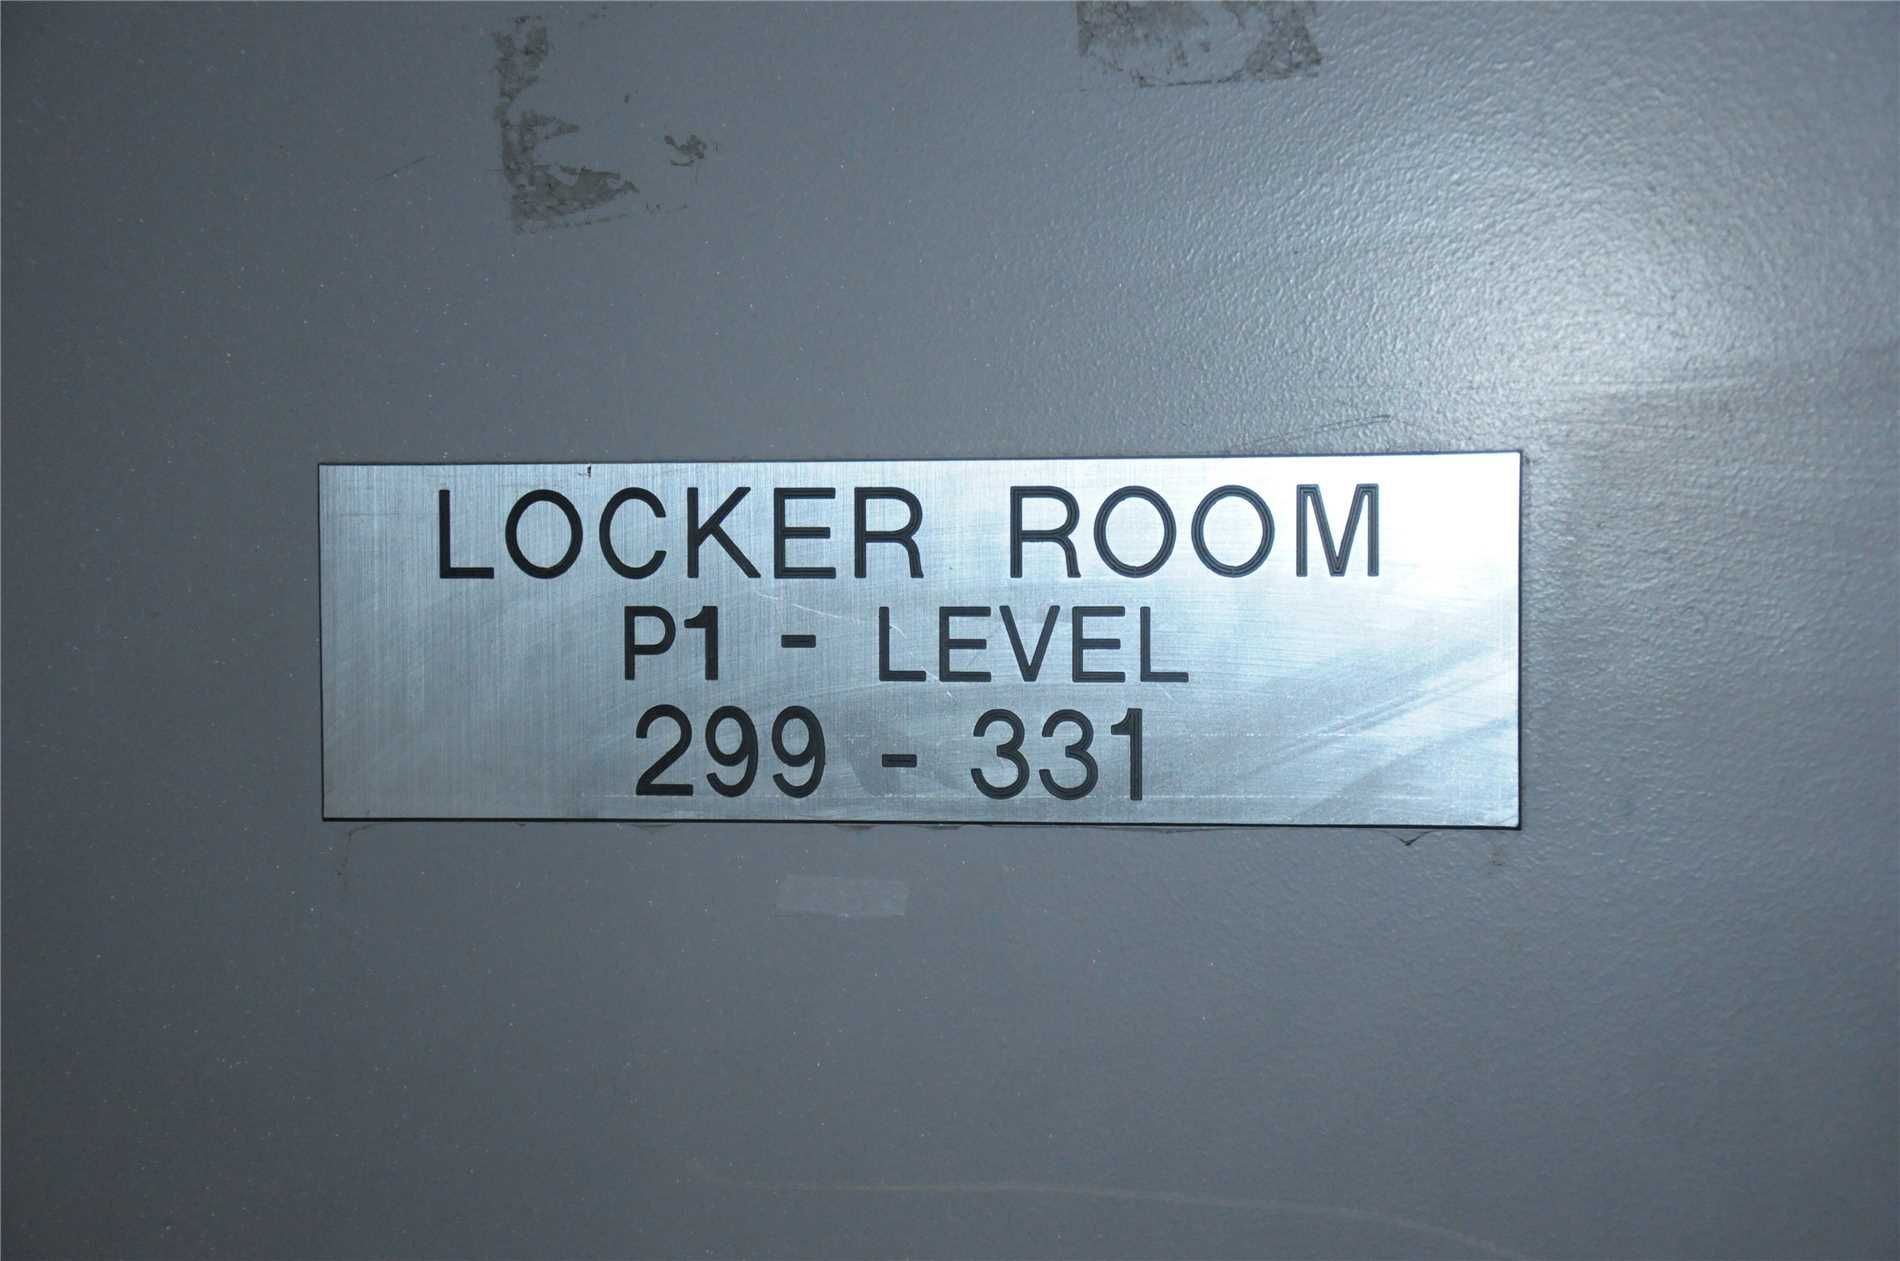 LOCKER ROOM
P1 - LEVEL
299 - 331